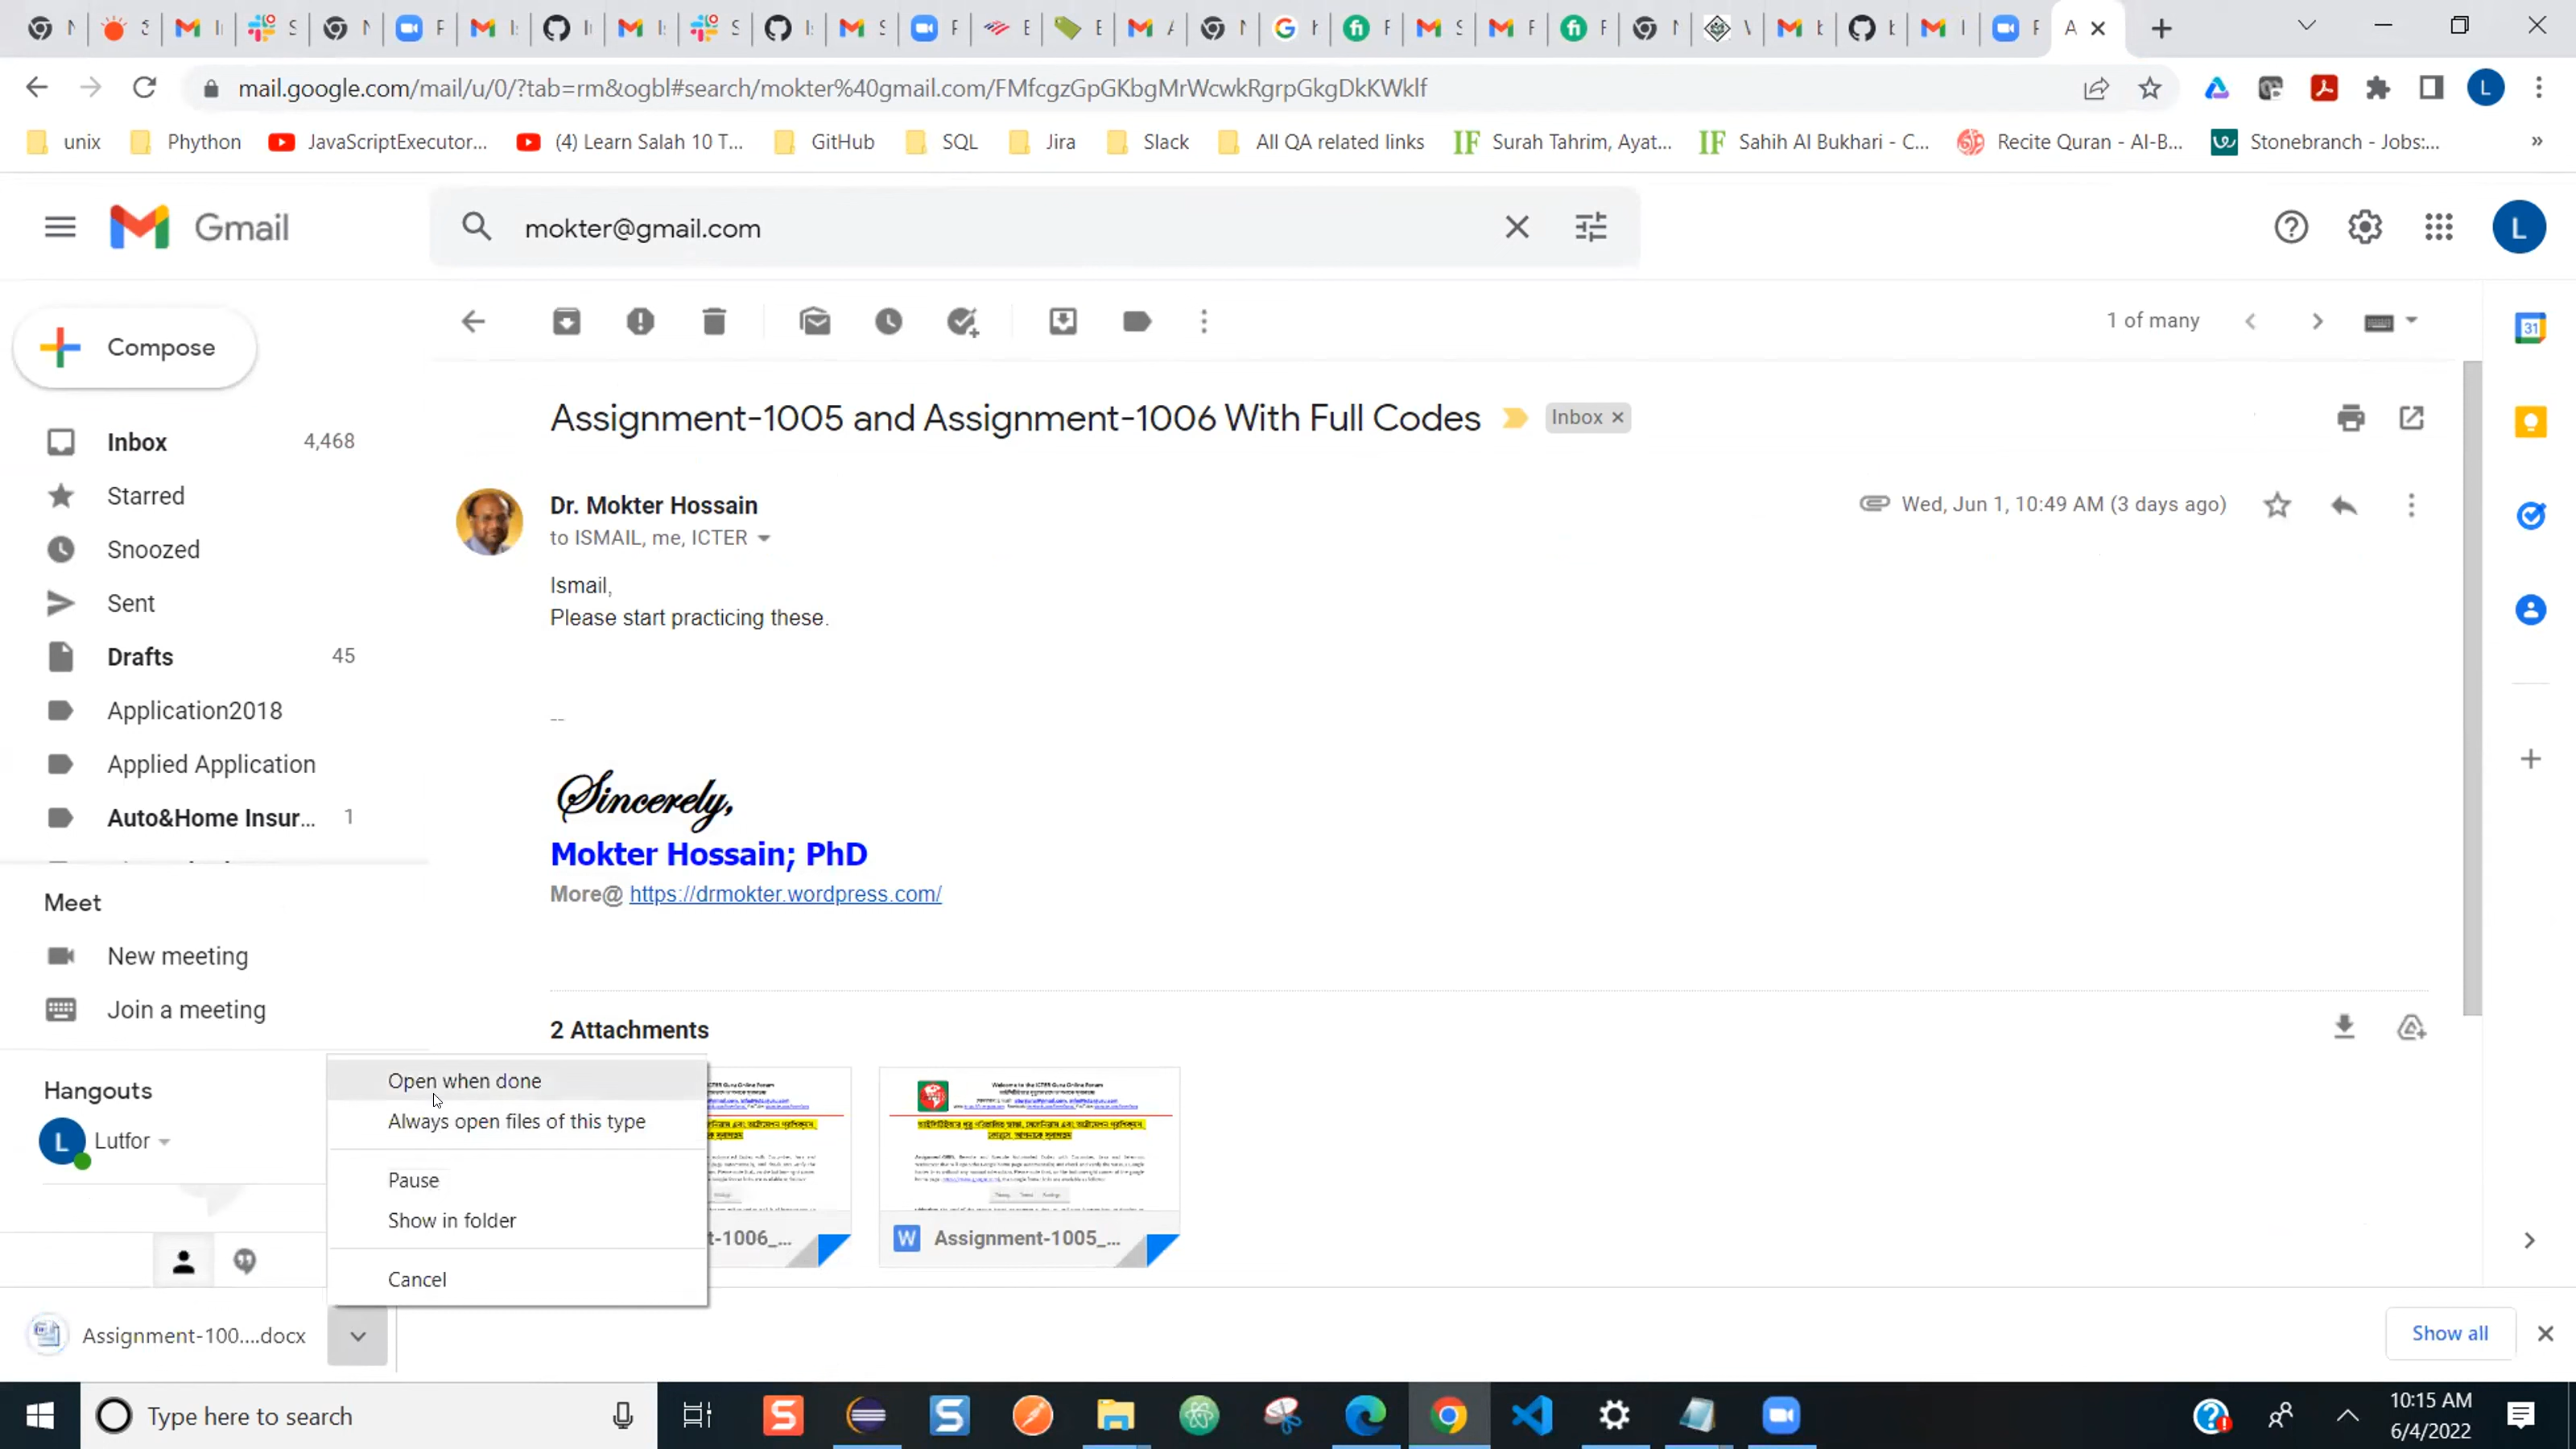 mail.google.com/mail/u/0/?tab=rm&ogbl#search/mokter%40gmail.com/FMfcgzGpGKbgMrWcwkRgrpGkgDkKWklf
unix Phython JavaScriptExecutor... (4) Learn Salah 10 T... GitHub SQL Jira Slack All QA related links Surah Tahrim, Ayat... Sahih Al Bukhari - C... Recite Quran - Al-B... Stonebranch - Jobs:... »
Gmail
mokter@gmail.com
L
Compose
1 of many
Inbox 4,468
Starred
Snoozed
Sent
Drafts 45
Application2018
Applied Application
Auto&Home Insur... 1
Meet
New meeting
Join a meeting
Hangouts
Lutfor
Assignment-1005 and Assignment-1006 With Full Codes
Inbox ×
Dr. Mokter Hossain
Wed, Jun 1, 10:49 AM (3 days ago)
to ISMAIL, me, ICTER
Ismail,
Please start practicing these.
--
Sincerely,
Mokter Hossain; PhD
More@ https://drmokter.wordpress.com/
2 Attachments
Open when done
Always open files of this type
Pause
Show in folder
Cancel
t-1006_...
Welcome to the ICTER Guru Online Forum
W Assignment-1005_...
Assignment-100....docx
Show all
Type here to search
10:15 AM
6/4/2022